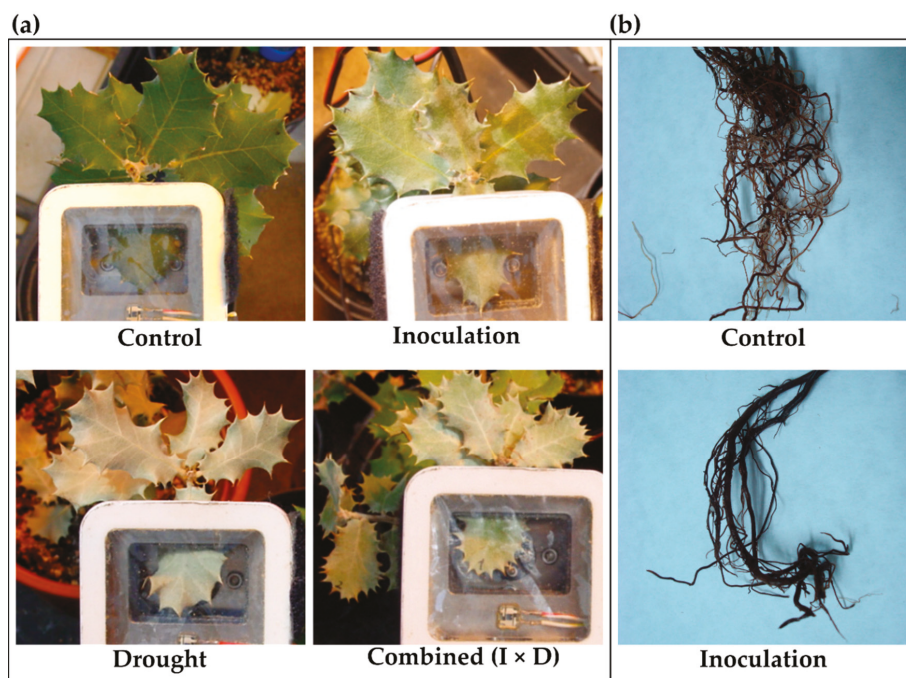 (a)
(b)
Control
Inoculation
Control
Drought
Combined (I × D)
Inoculation